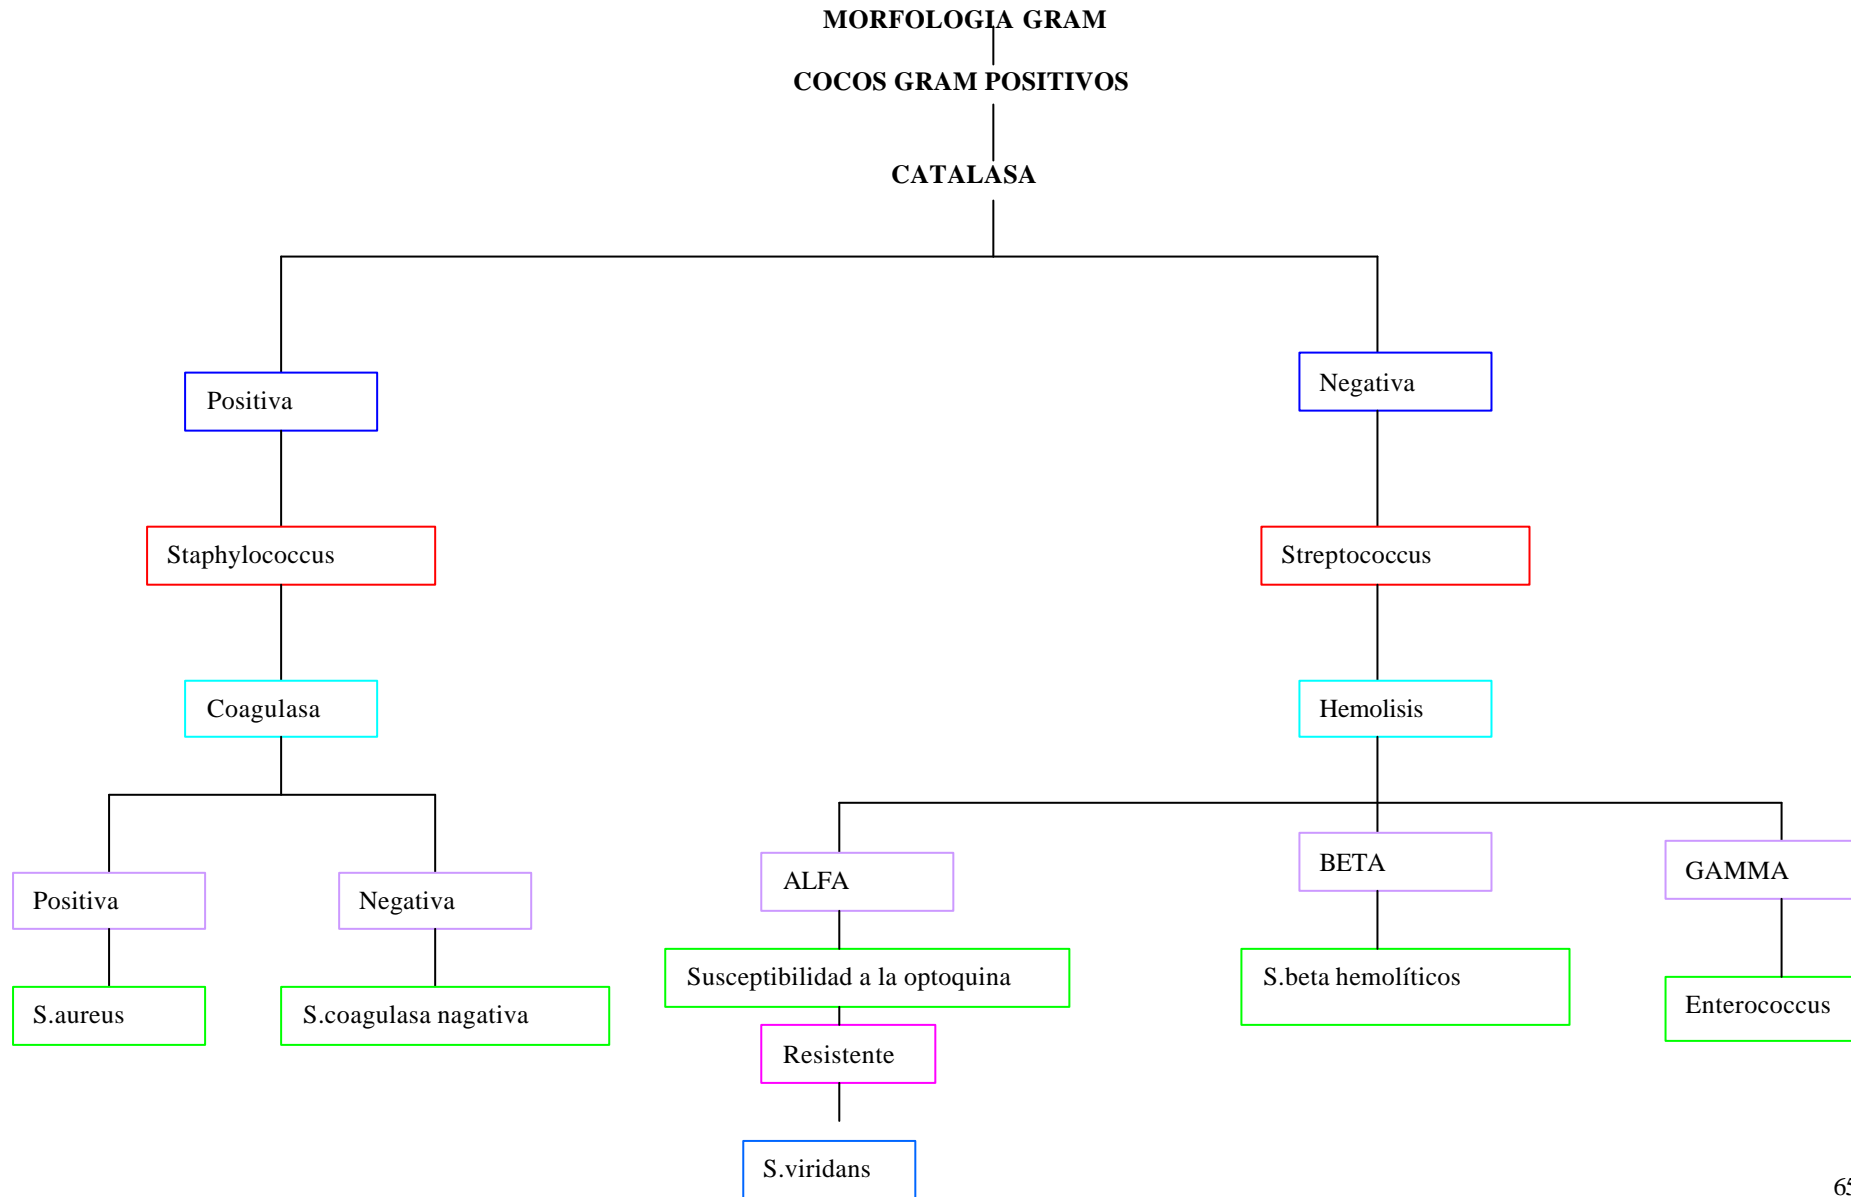 MORFOLOGIA GRAM
COCOS GRAM POSITIVOS
CATALASA
Positiva
Negativa
Staphylococcus
Streptococcus
Coagulasa
Hemolisis
Positiva
Negativa
ALFA
BETA
GAMMA
S.aureus
S.coagulasa nagativa
Susceptibilidad a la optoquina
S.beta hemolíticos
Enterococcus
Resistente
S.viridans
65